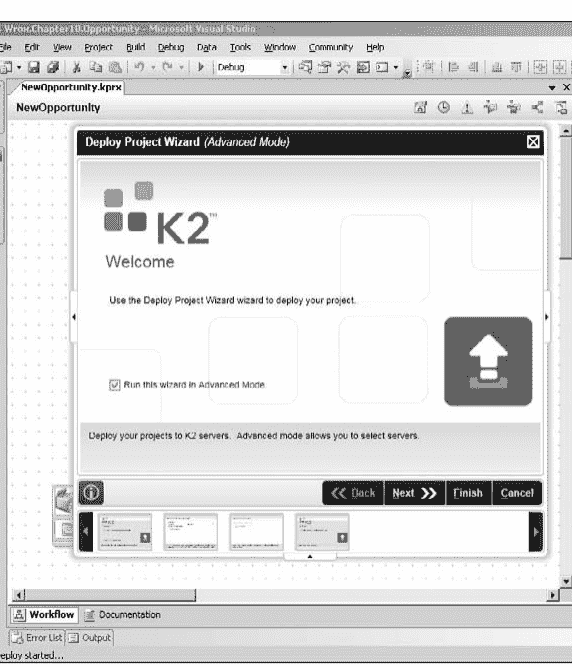 Wrox.Chapter10.Opportunity - Microsoft Visual Studio
File Edit View Project Build Debug Data Tools Window Community Help
Debug
NewOpportunity.kprx
NewOpportunity
Deploy Project Wizard (Advanced Mode)
K2™
Welcome
Use the Deploy Project Wizard wizard to deploy your project.
Run this wizard in Advanced Mode
Deploy your projects to K2 servers. Advanced mode allows you to select servers.
Back Next Finish Cancel
Workflow Documentation
Error List Output
eploy started...